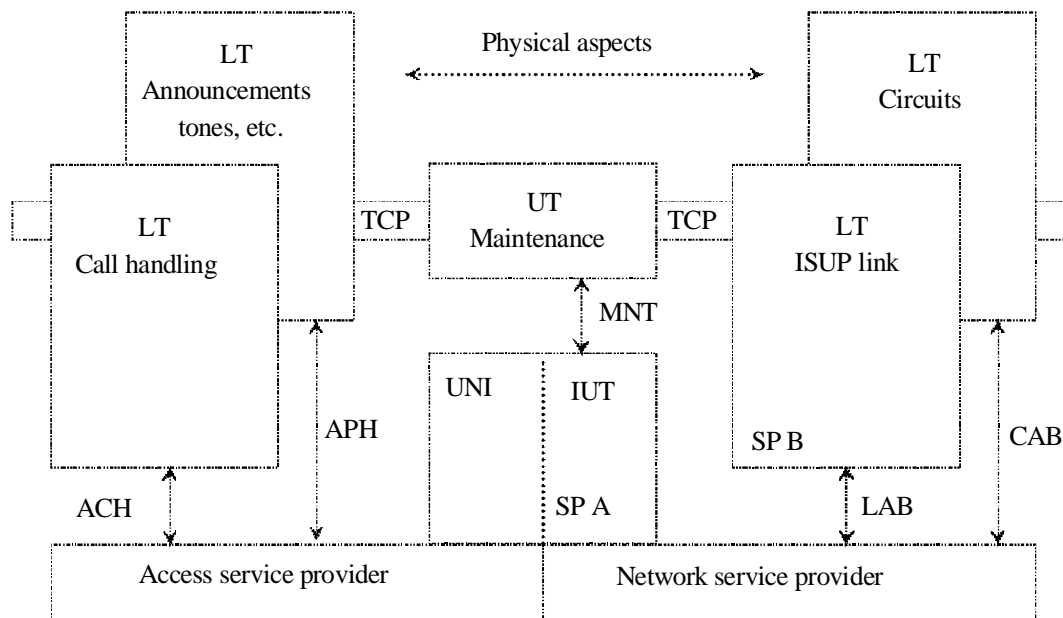 LT
Announcements
tones, etc.
Physical aspects
LT
Circuits
LT
Call handling
TCP
UT
Maintenance
TCP
LT
ISUP link
MNT
UNI
IUT
APH
SP B
CAB
ACH
SP A
LAB
Access service provider
Network service provider